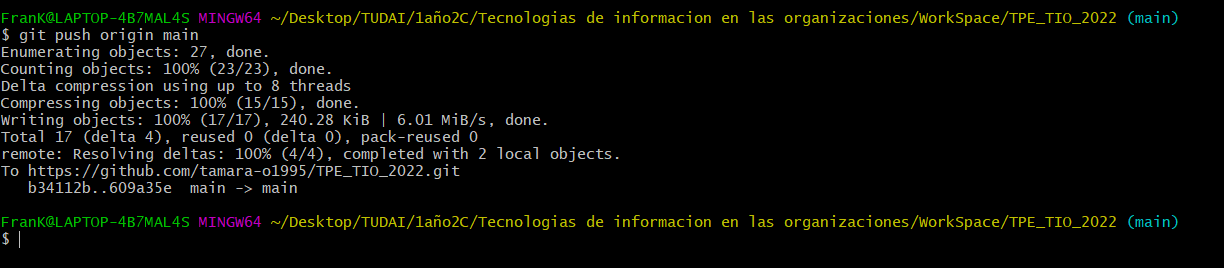 FranK@LAPTOP-4B7MAL4S MINGW64 ~/Desktop/TUDAI/1año2C/Tecnologias de informacion en las organizaciones/WorkSpace/TPE_TIO_2022 (main)
$ git push origin main
Enumerating objects: 27, done.
Counting objects: 100% (23/23), done.
Delta compression using up to 8 threads
Compressing objects: 100% (15/15), done.
Writing objects: 100% (17/17), 240.28 KiB | 6.01 MiB/s, done.
Total 17 (delta 4), reused 0 (delta 0), pack-reused 0
remote: Resolving deltas: 100% (4/4), completed with 2 local objects.
To https://github.com/tamara-o1995/TPE_TIO_2022.git
   b34112b..609a35e  main -> main

FranK@LAPTOP-4B7MAL4S MINGW64 ~/Desktop/TUDAI/1año2C/Tecnologias de informacion en las organizaciones/WorkSpace/TPE_TIO_2022 (main)
$